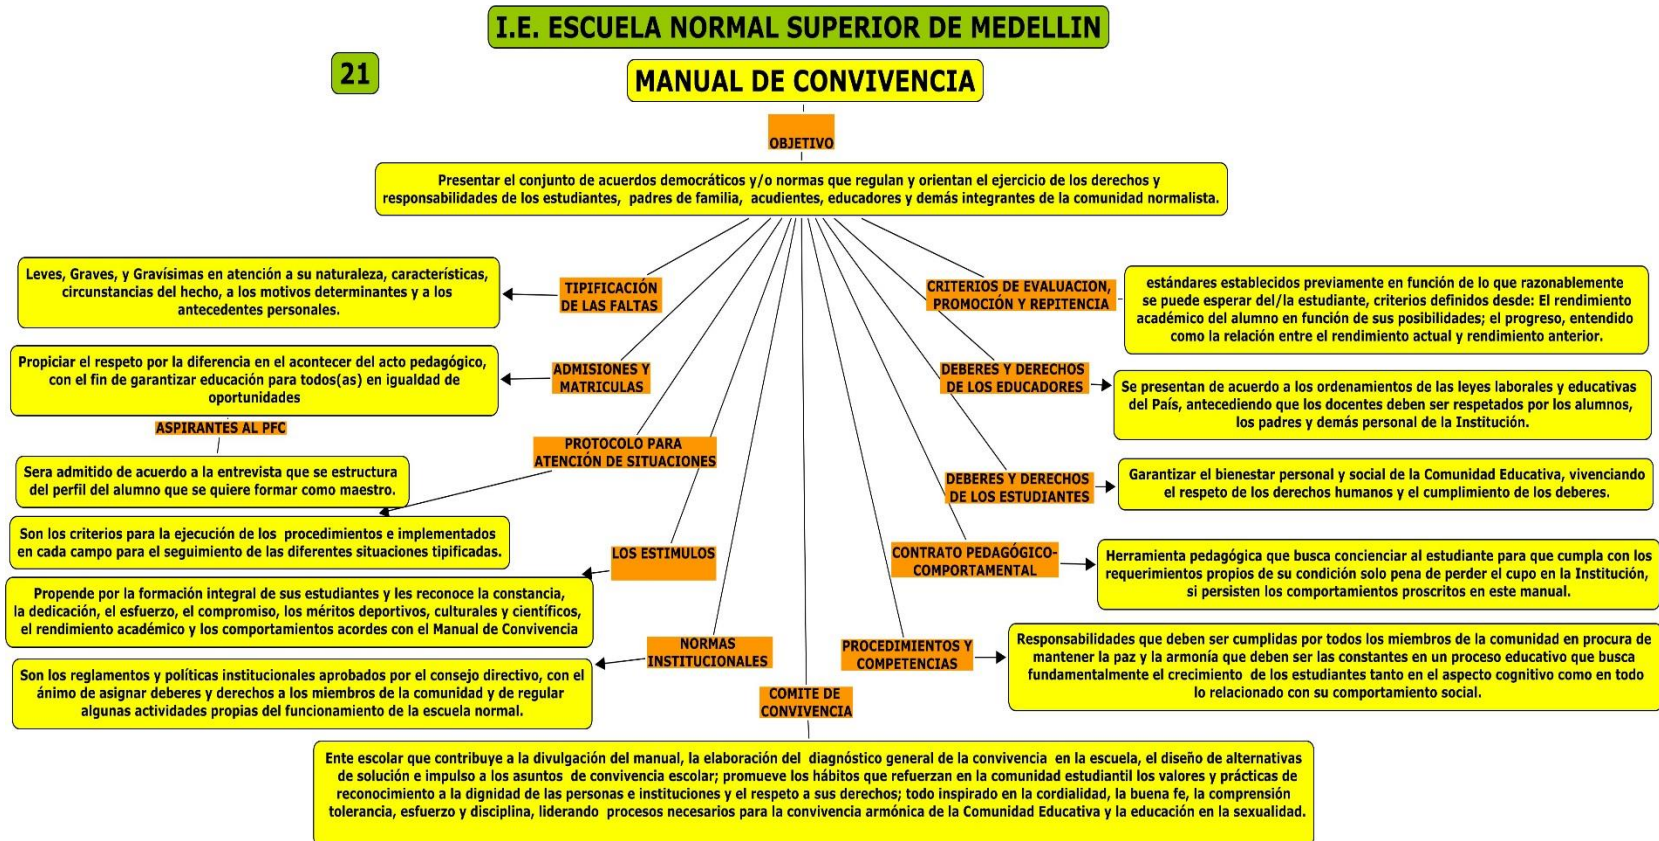 I.E. ESCUELA NORMAL SUPERIOR DE MEDELLIN
21
MANUAL DE CONVIVENCIA
OBJETIVO
Presentar el conjunto de acuerdos democráticos y/o normas que regulan y orientan el ejercicio de los derechos y
responsabilidades de los estudiantes, padres de familia, acudientes, educadores y demás integrantes de la comunidad normalista.
TIPIFICACIÓN
DE LAS FALTAS
Leves, Graves, y Gravísimas en atención a su naturaleza, características,
circunstancias del hecho, a los motivos determinantes y a los
antecedentes personales.
ADMISIONES Y
MATRICULAS
Propiciar el respeto por la diferencia en el acontecer del acto pedagógico,
con el fin de garantizar educación para todos(as) en igualdad de
oportunidades
ASPIRANTES AL PFC
Sera admitido de acuerdo a la entrevista que se estructura
del perfil del alumno que se quiere formar como maestro.
PROTOCOLO PARA
ATENCIÓN DE SITUACIONES
Son los criterios para la ejecución de los procedimientos e implementados
en cada campo para el seguimiento de las diferentes situaciones tipificadas.
LOS ESTIMULOS
Propende por la formación integral de sus estudiantes y les reconoce la constancia,
la dedicación, el esfuerzo, el compromiso, los méritos deportivos, culturales y científicos,
el rendimiento académico y los comportamientos acordes con el Manual de Convivencia
NORMAS
INSTITUCIONALES
Son los reglamentos y políticas institucionales aprobados por el consejo directivo, con el
ánimo de asignar deberes y derechos a los miembros de la comunidad y de regular
algunas actividades propias del funcionamiento de la escuela normal.
CRITERIOS DE EVALUACION,
PROMOCIÓN Y REPITENCIA
estándares establecidos previamente en función de lo que razonablemente
se puede esperar del/la estudiante, criterios definidos desde: El rendimiento
académico del alumno en función de sus posibilidades; el progreso, entendido
como la relación entre el rendimiento actual y rendimiento anterior.
DEBERES Y DERECHOS
DE LOS EDUCADORES
Se presentan de acuerdo a los ordenamientos de las leyes laborales y educativas
del País, antecediendo que los docentes deben ser respetados por los alumnos,
los padres y demás personal de la Institución.
DEBERES Y DERECHOS
DE LOS ESTUDIANTES
Garantizar el bienestar personal y social de la Comunidad Educativa, vivenciando
el respeto de los derechos humanos y el cumplimiento de los deberes.
CONTRATO PEDAGÓGICO-
COMPORTAMENTAL
Herramienta pedagógica que busca concienciar al estudiante para que cumpla con los
requerimientos propios de su condición solo pena de perder el cupo en la Institución,
si persisten los comportamientos proscritos en este manual.
PROCEDIMIENTOS Y
COMPETENCIAS
Responsabilidades que deben ser cumplidas por todos los miembros de la comunidad en procura de
mantener la paz y la armonía que deben ser las constantes en un proceso educativo que busca
fundamentalmente el crecimiento de los estudiantes tanto en el aspecto cognitivo como en todo
lo relacionado con su comportamiento social.
COMITE DE
CONVIVENCIA
Ente escolar que contribuye a la divulgación del manual, la elaboración del diagnóstico general de la convivencia en la escuela, el diseño de alternativas
de solución e impulso a los asuntos de convivencia escolar; promueve los hábitos que refuerzan en la comunidad estudiantil los valores y prácticas de
reconocimiento a la dignidad de las personas e instituciones y el respeto a sus derechos; todo inspirado en la cordialidad, la buena fe, la comprensión
tolerancia, esfuerzo y disciplina, liderando procesos necesarios para la convivencia armónica de la Comunidad Educativa y la educación en la sexualidad.